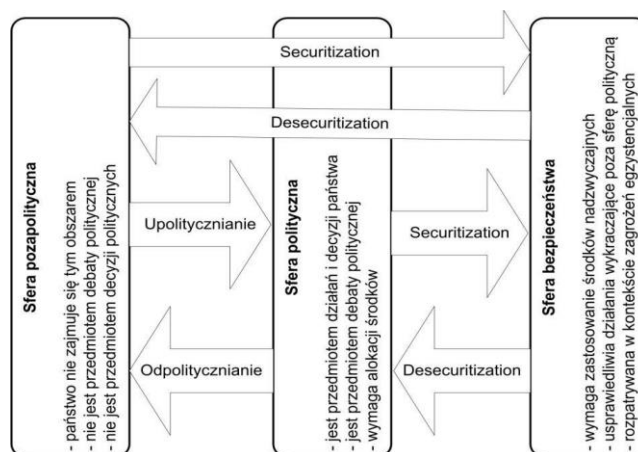 Securitization
Desecuritization
Sfera pozapolityczna
- państwo nie zajmuje się tym obszarem
- nie jest przedmiotem debaty politycznej
- nie jest przedmiotem decyzji politycznych
Upolitycznianie
Odpolitycznianie
Sfera polityczna
- jest przedmiotem działań i decyzji państwa
- jest przedmiotem debaty politycznej
- wymaga alokacji środków
Securitization
Desecuritization
Sfera bezpieczeństwa
- wymaga zastosowanie środków nadzwyczajnych
- usprawiedliwia działania wykraczające poza sferę polityczną
- rozpatrywana w kontekście zagrożeń egzystencjalnych